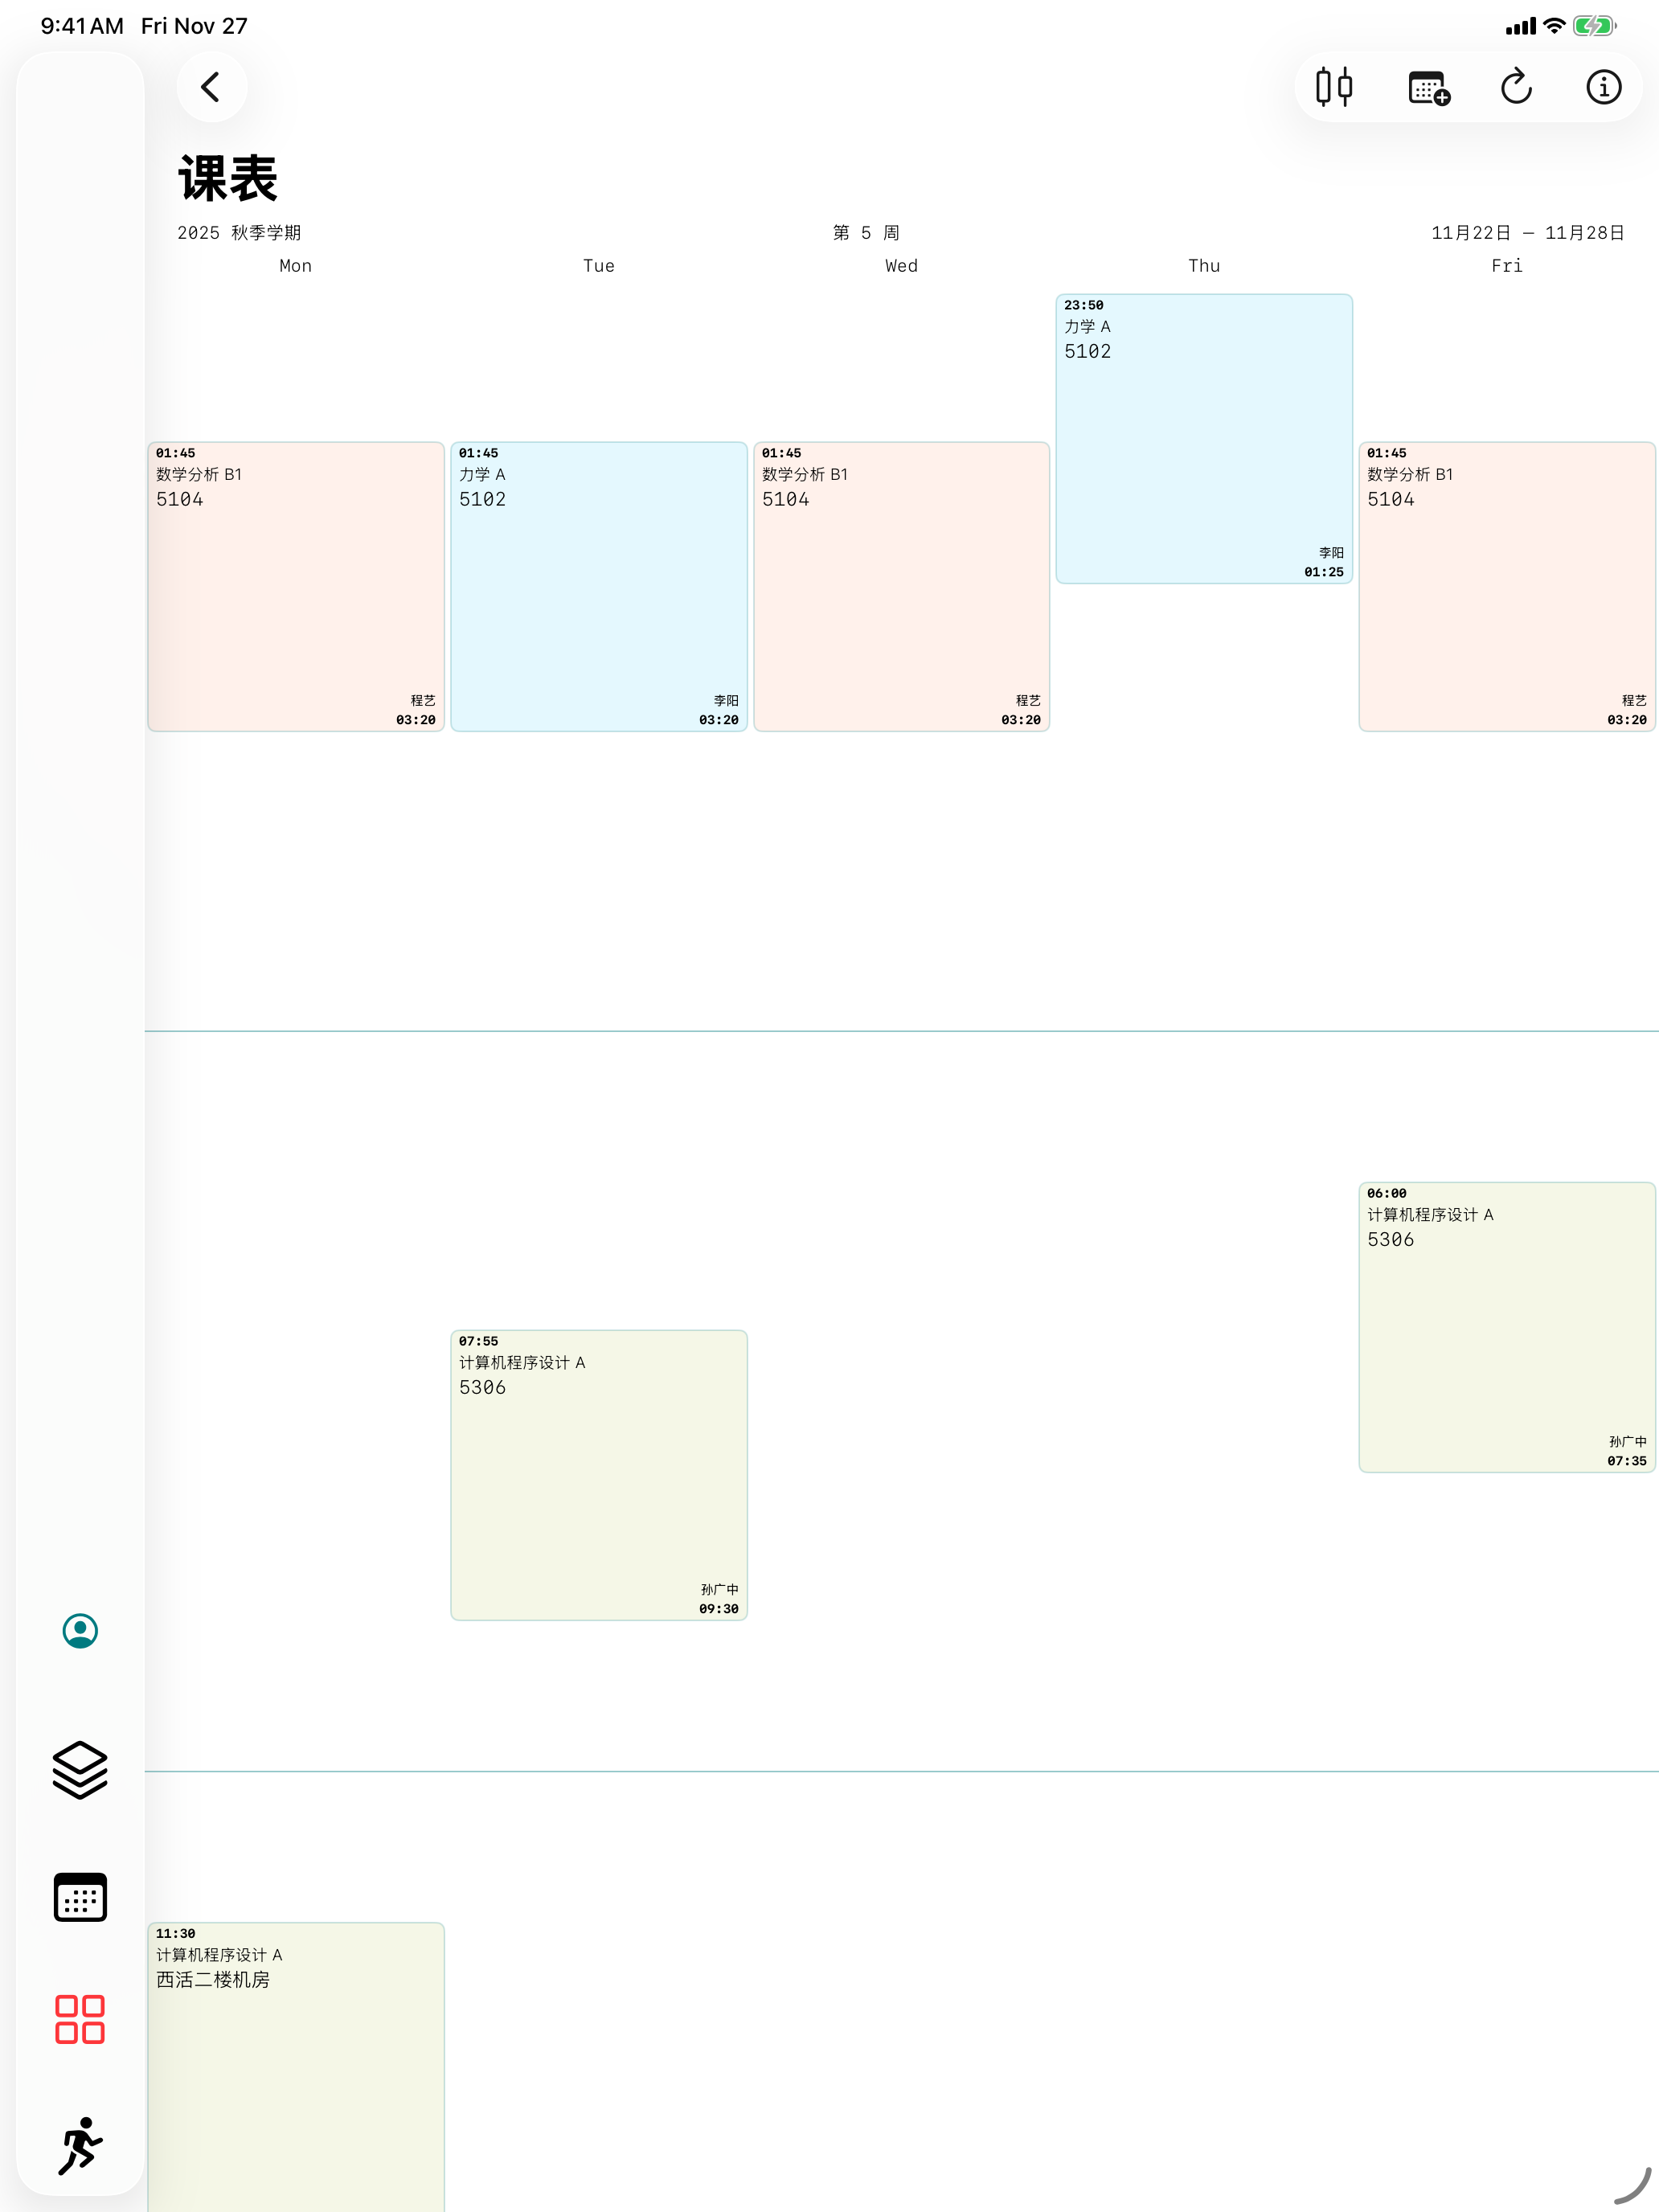 9:41 AM Fri Nov 27
课表
2025 秋季学期 第 5 周 11月22日 — 11月28日
Mon Tue Wed Thu Fri
23:50
力学 A
5102
李阳
01:25
01:45
数学分析 B1
5104
程艺
03:20
01:45
力学 A
5102
李阳
03:20
01:45
数学分析 B1
5104
程艺
03:20
01:45
数学分析 B1
5104
程艺
03:20
06:00
计算机程序设计 A
5306
孙广中
07:35
07:55
计算机程序设计 A
5306
孙广中
09:30
11:30
计算机程序设计 A
西活二楼机房